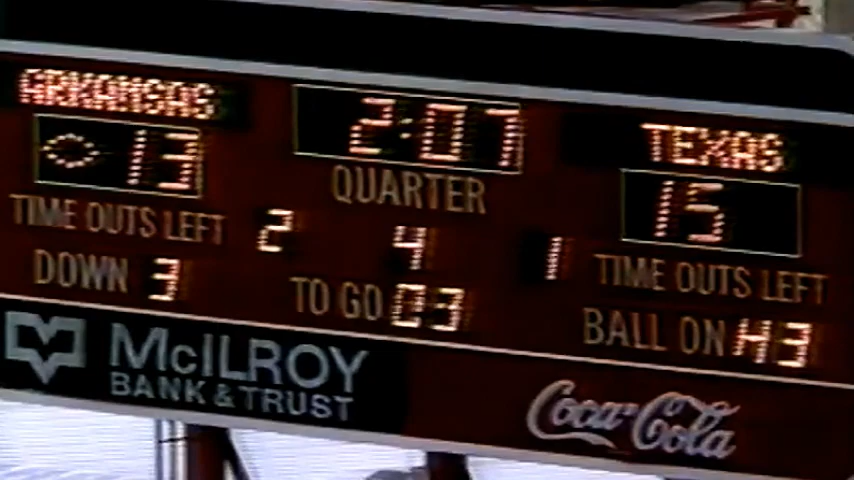 ARKANSAS 2:07 TEXAS
13 QUARTER 15
TIME OUTS LEFT 2 4 1 TIME OUTS LEFT
DOWN 3 TO GO 03 BALL ON H3
McILROY
BANK & TRUST
Coca-Cola